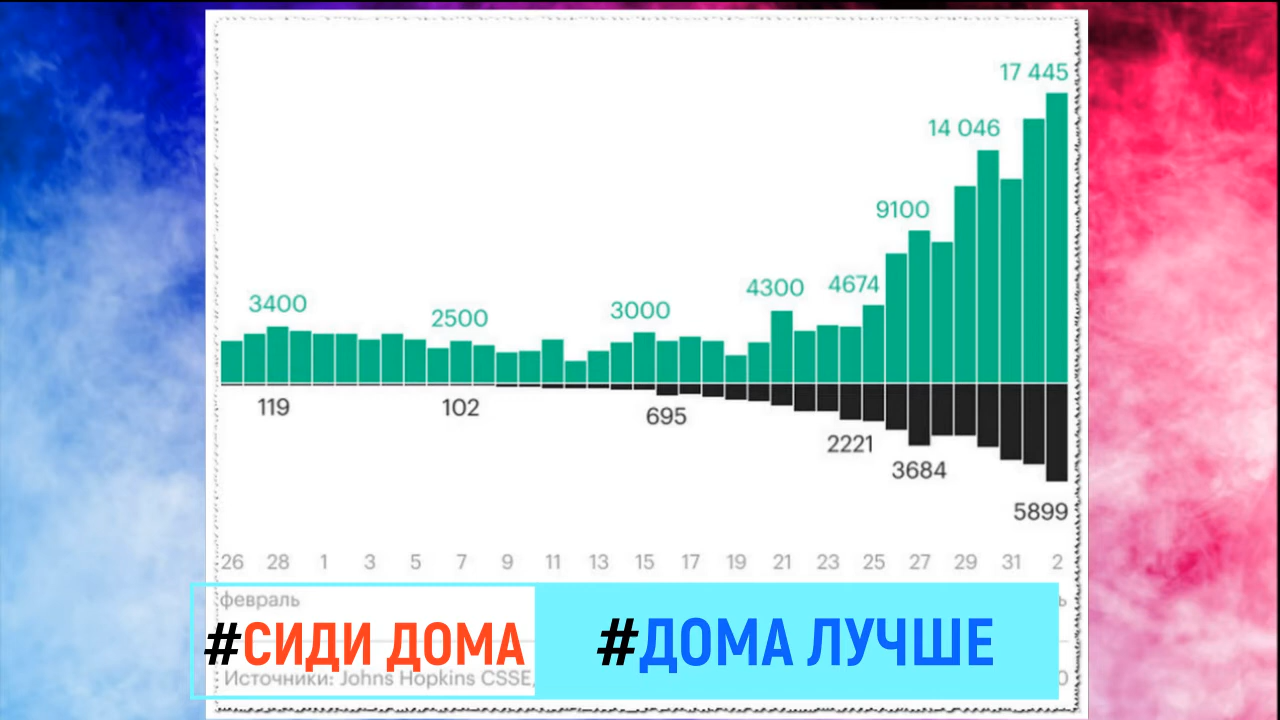 17 445
14 046
9100
4300 4674
3400 2500 3000
119 102 695
2221
3684
5899
26 28 1 3 5 7 9 11 13 15 17 19 21 23 25 27 29 31 2
февраль
#СИДИ ДОМА #ДОМА ЛУЧШЕ
Источники: Johns Hopkins CSSE,